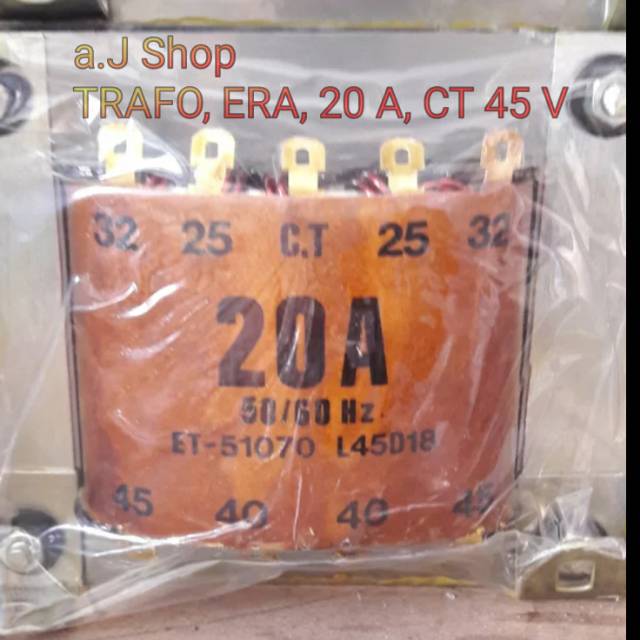 a.J Shop
TRAFO, ERA, 20 A, CT 45 V
32 25 C.T 25 32
20A
50/60 Hz
ET-51070 L45D18
45 40 40 45